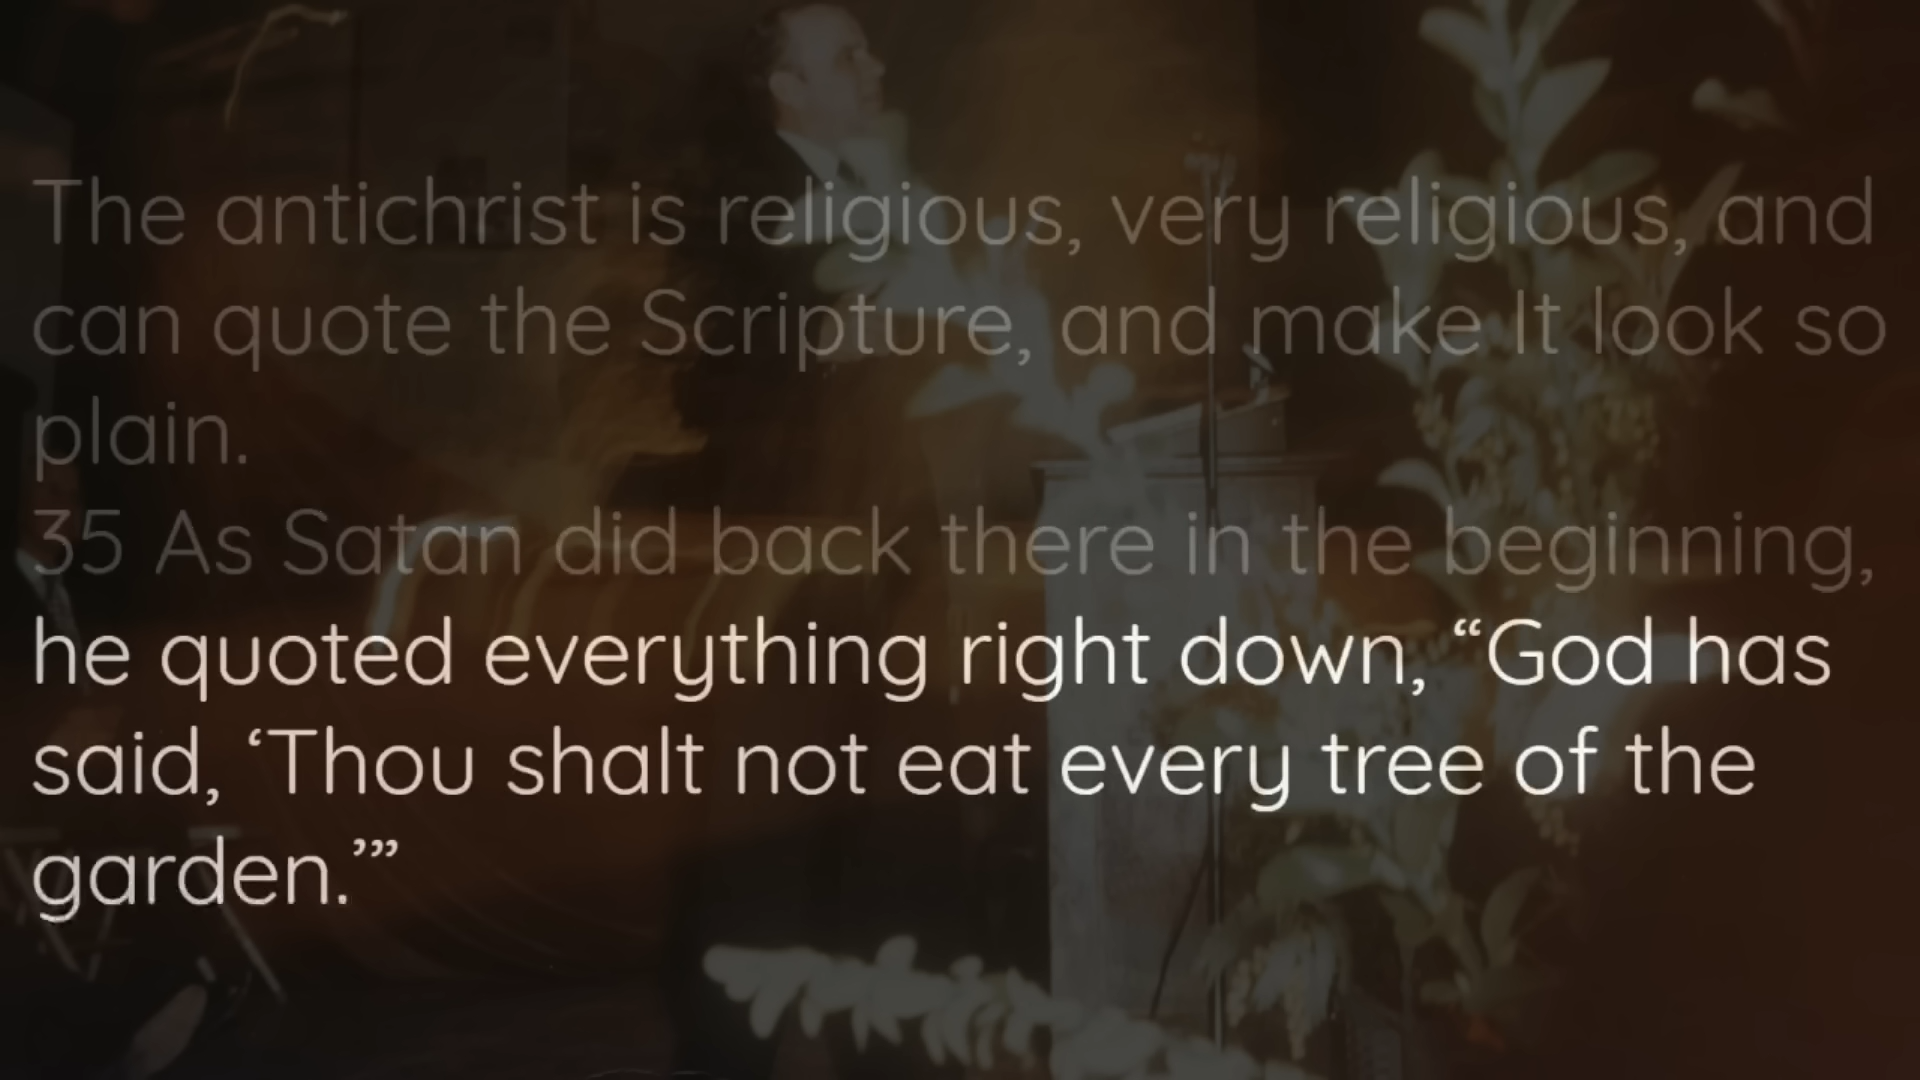 The antichrist is religious, very religious, and
can quote the Scripture, and make It look so
plain.
35 As Satan did back there in the beginning,
he quoted everything right down, “God has
said, ‘Thou shalt not eat every tree of the
garden.’”